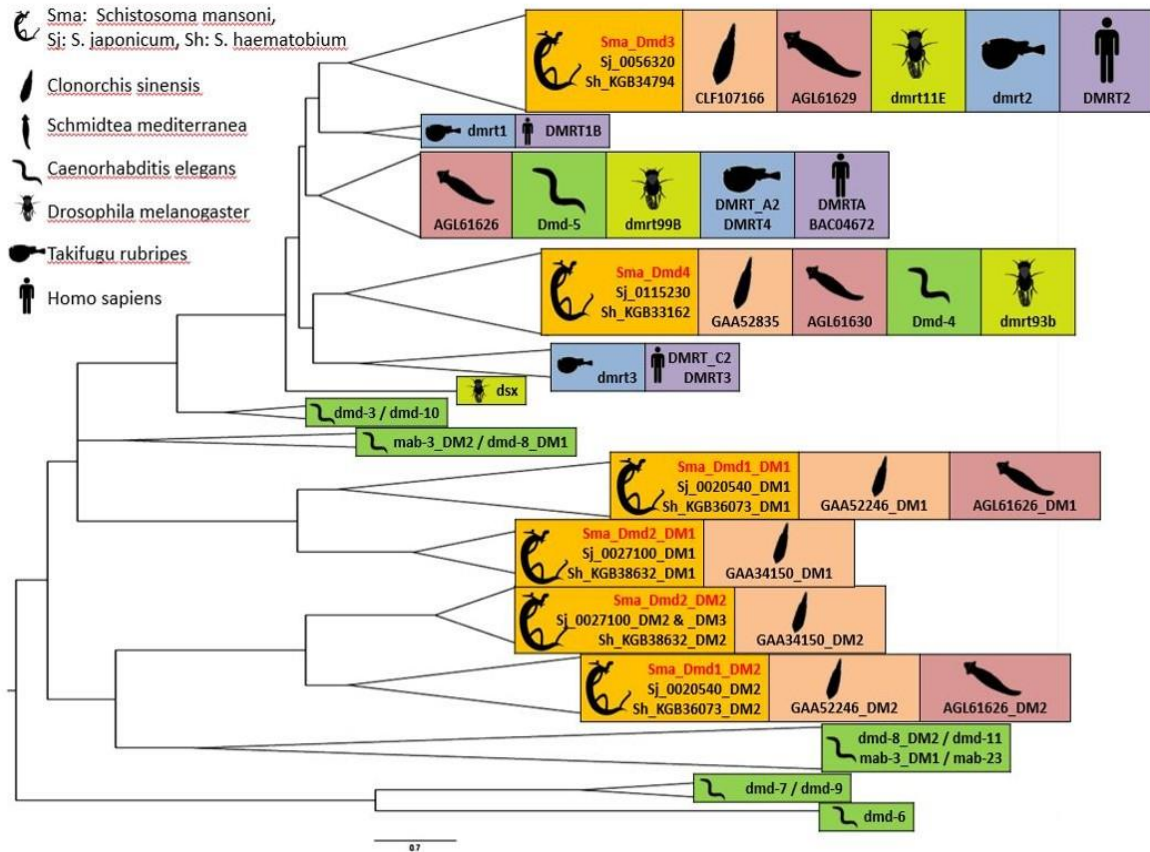 Sma: Schistosoma mansoni,
Sj: S. japonicum, Sh: S. haematobium
Clonorchis sinensis
Schmidtea mediterranea
Caenorhabditis elegans
Drosophila melanogaster
Takifugu rubripes
Homo sapiens
Sma_Dmd3
Sj_0056320
Sh_KGB34794
CLF107166
AGL61629
dmrt11E
dmrt2
DMRT2
dmrt1
DMRT1B
AGL61626
Dmd-5
dmrt99B
DMRT_A2
DMRT4
DMRTA
BAC04672
Sma_Dmd4
Sj_0115230
Sh_KGB33162
GAA52835
AGL61630
Dmd-4
dmrt93b
dmrt3
DMRT_C2
DMRT3
dsx
dmd-3 / dmd-10
mab-3_DM2 / dmd-8_DM1
Sma_Dmd1_DM1
Sj_0020540_DM1
Sh_KGB36073_DM1
GAA52246_DM1
AGL61626_DM1
Sma_Dmd2_DM1
Sj_0027100_DM1
Sh_KGB38632_DM1
GAA34150_DM1
Sma_Dmd2_DM2
Sj_0027100_DM2 & _DM3
Sh_KGB38632_DM2
GAA34150_DM2
Sma_Dmd1_DM2
Sj_0020540_DM2
Sh_KGB36073_DM2
GAA52246_DM2
AGL61626_DM2
dmd-8_DM2 / dmd-11
mab-3_DM1 / mab-23
dmd-7 / dmd-9
dmd-6
0.7